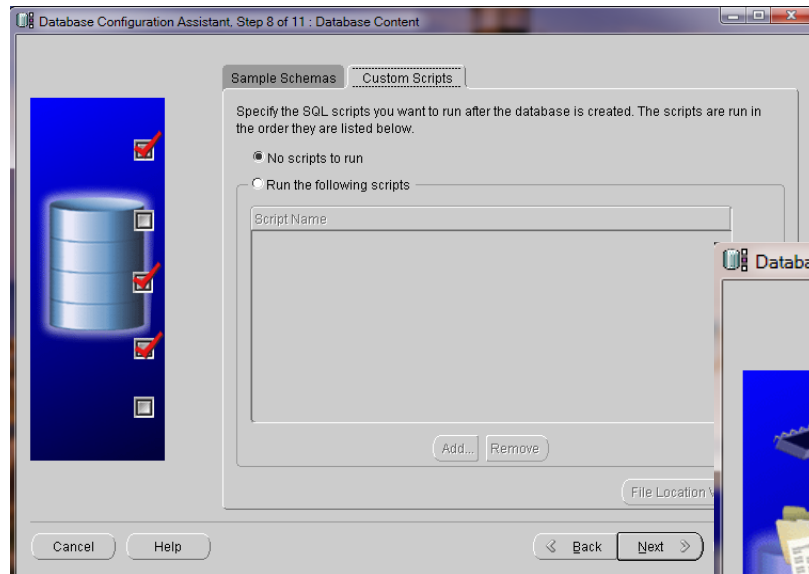 Database Configuration Assistant, Step 8 of 11 : Database Content
Sample Schemas
Custom Scripts
Specify the SQL scripts you want to run after the database is created. The scripts are run in
the order they are listed below.
No scripts to run
Run the following scripts
Script Name
Databa
Add...
Remove
File Location V
Cancel
Help
Back
Next